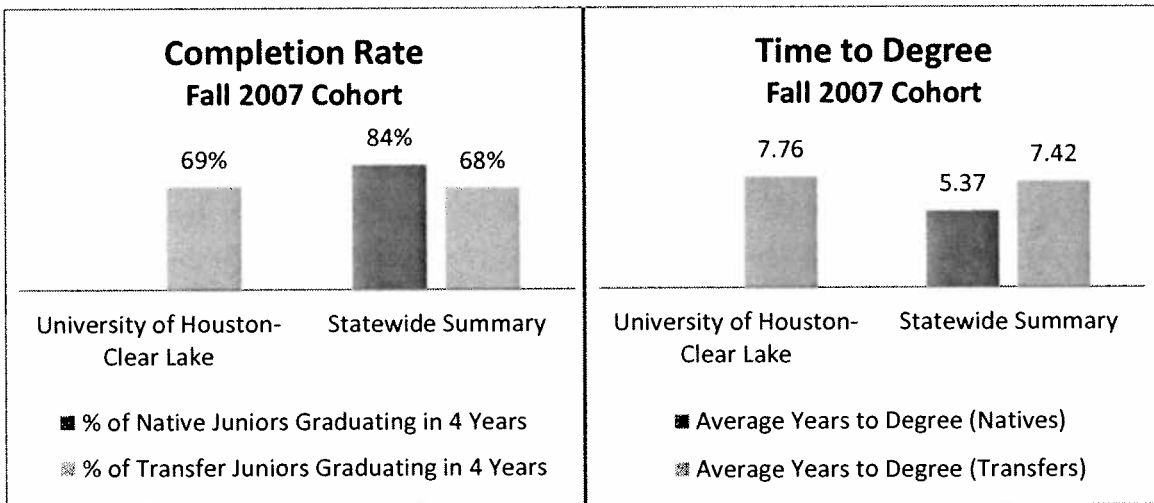 Completion Rate
Fall 2007 Cohort
69%
84%
68%
University of Houston-
Clear Lake
Statewide Summary
% of Native Juniors Graduating in 4 Years
% of Transfer Juniors Graduating in 4 Years
Time to Degree
Fall 2007 Cohort
7.76
5.37
7.42
University of Houston-
Clear Lake
Statewide Summary
Average Years to Degree (Natives)
Average Years to Degree (Transfers)